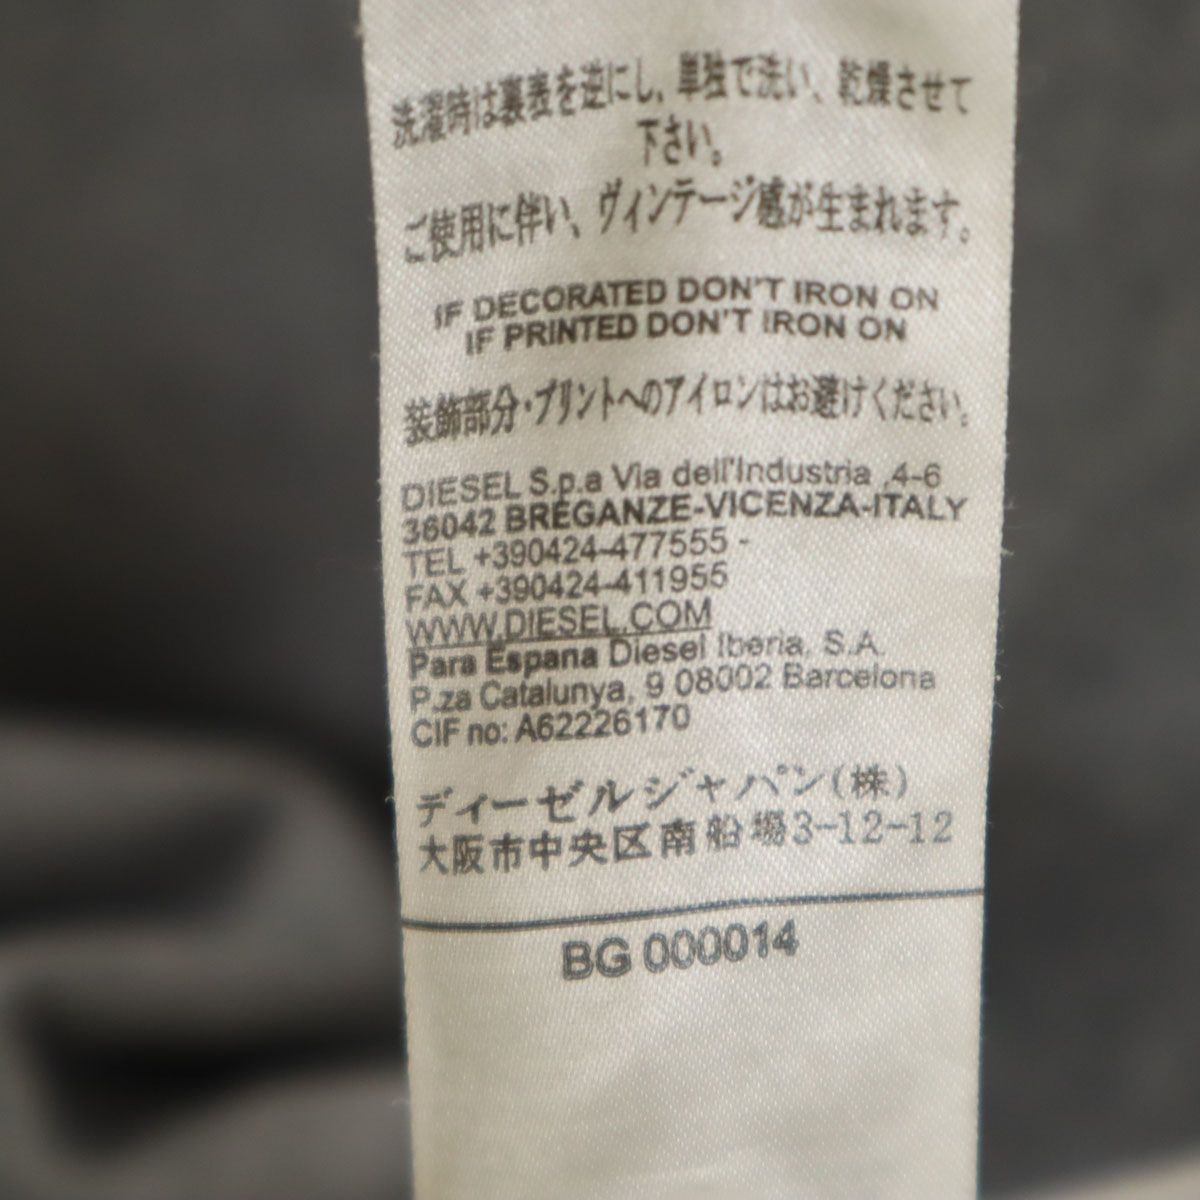 洗濯時は裏表を逆にし、単独で洗い、乾燥させて
下さい。
ご使用に伴い、ヴィンテージ感が生まれます。
IF DECORATED DON'T IRON ON
IF PRINTED DON'T IRON ON
装飾部分・プリントへのアイロンはお避けください。
DIESEL S.p.a Via dell'Industria ,4-6
36042 BREGANZE-VICENZA-ITALY
TEL +390424-477555 -
FAX +390424-411955
WWW.DIESEL.COM
Para Espana Diesel Iberia, S.A.
P.za Catalunya, 9 08002 Barcelona
CIF no: A62226170
ディーゼルジャパン(株)
大阪市中央区南船場3-12-12
BG 000014